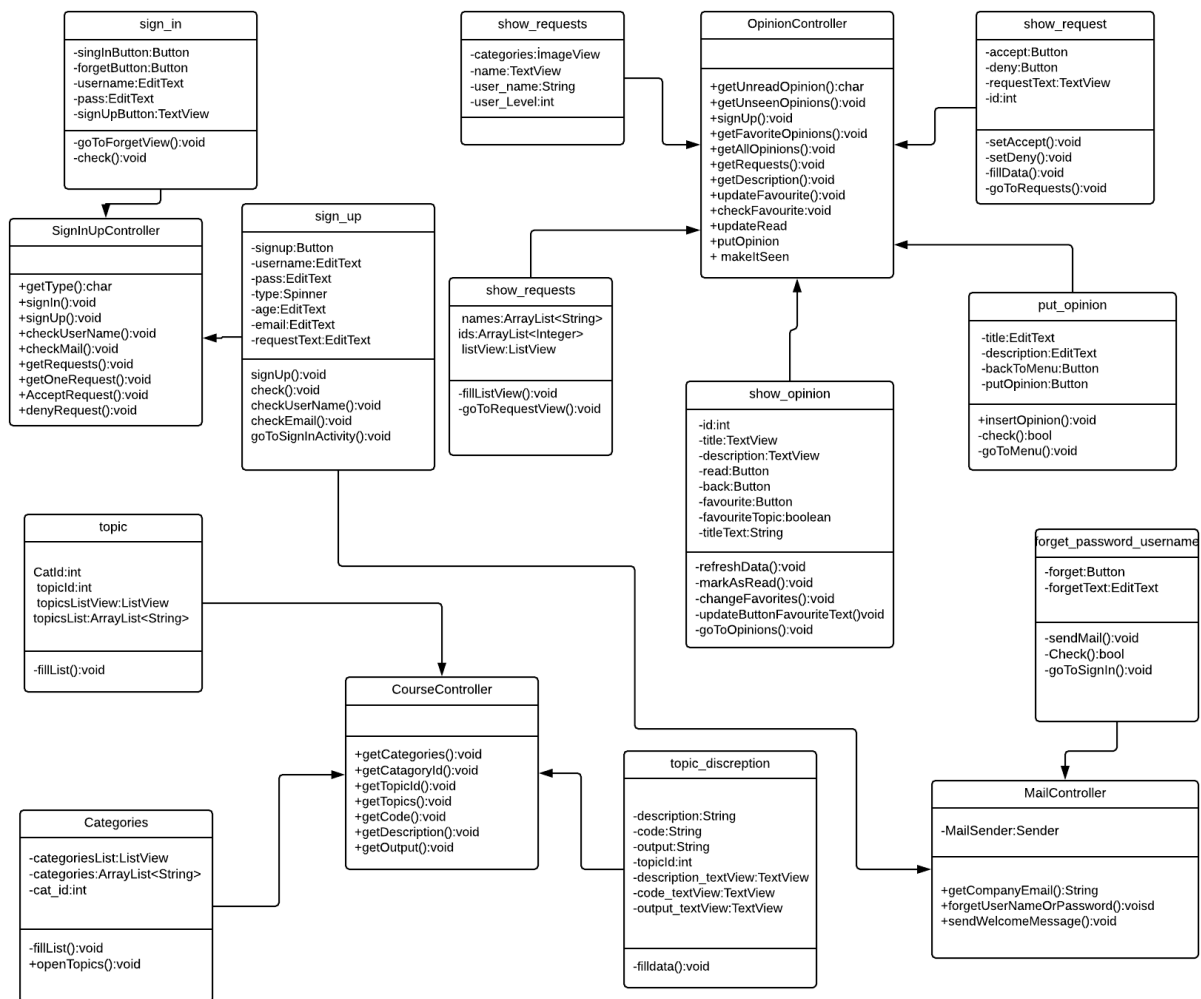 sign_in
-singInButton:Button
-forgetButton:Button
-username:EditText
-pass:EditText
-signUpButton:TextView
-goToForgetView():void
-check():void
show_requests
-categories:İmageView
-name:TextView
-user_name:String
-user_Level:int
OpinionController
+getUnreadOpinion():char
+getUnseenOpinions():void
+signUp():void
+getFavoriteOpinions():void
+getAllOpinions():void
+getRequests():void
+getDescription():void
+updateFavourite():void
+checkFavourite:void
+updateRead
+putOpinion
+ makeItSeen
show_request
-accept:Button
-deny:Button
-requestText:TextView
-id:int
-setAccept():void
-setDeny():void
-fillData():void
-goToRequests():void
SignInUpController
+getType():char
+signIn():void
+signUp():void
+checkUserName():void
+checkMail():void
+getRequests():void
+getOneRequest():void
+AcceptRequest():void
+denyRequest():void
sign_up
-signup:Button
-username:EditText
-pass:EditText
-type:Spinner
-age:EditText
-email:EditText
-requestText:EditText
signUp():void
check():void
checkUserName():void
checkEmail():void
goToSignInActivity():void
show_requests
names:ArrayList<String>
ids:ArrayList<Integer>
listView:ListView
-fillListView():void
-goToRequestView():void
put_opinion
-title:EditText
-description:EditText
-backToMenu:Button
-putOpinion:Button
+insertOpinion():void
-check():bool
-goToMenu():void
show_opinion
-id:int
-title:TextView
-description:TextView
-read:Button
-back:Button
-favourite:Button
-favouriteTopic:boolean
-titleText:String
-refreshData():void
-markAsRead():void
-changeFavorites():void
-updateButtonFavouriteText()void
-goToOpinions():void
topic
CatId:int
topicId:int
topicsListView:ListView
topicsList:ArrayList<String>
-fillList():void
forget_password_username
-forget:Button
-forgetText:EditText
-sendMail():void
-Check():bool
-goToSignIn():void
CourseController
+getCategories():void
+getCatagoryId():void
+getTopicId():void
+getTopics():void
+getCode():void
+getDescription():void
+getOutput():void
topic_discreption
-description:String
-code:String
-output:String
-topicId:int
-description_textView:TextView
-code_textView:TextView
-output_textView:TextView
-filldata():void
MailController
-MailSender:Sender
+getCompanyEmail():String
+forgetUserNameOrPassword():voisd
+sendWelcomeMessage():void
Categories
-categoriesList:ListView
-categories:ArrayList<String>
-cat_id:int
-fillList():void
+openTopics():void